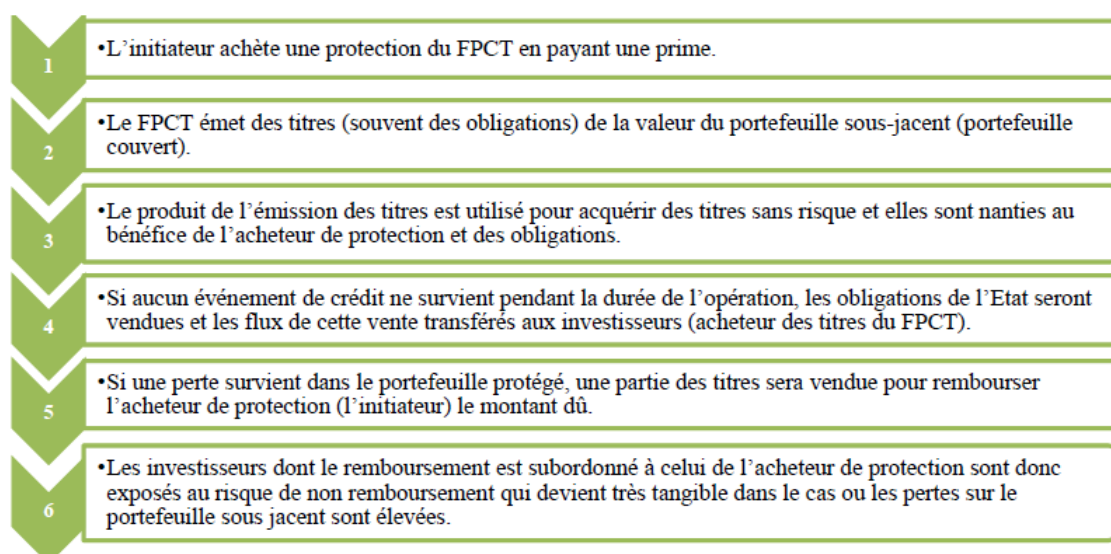 1
•L'initiateur achète une protection du FPCT en payant une prime.
2
•Le FPCT émet des titres (souvent des obligations) de la valeur du portefeuille sous-jacent (portefeuille
couvert).
3
•Le produit de l'émission des titres est utilisé pour acquérir des titres sans risque et elles sont nanties au
bénéfice de l'acheteur de protection et des obligations.
4
•Si aucun événement de crédit ne survient pendant la durée de l'opération, les obligations de l'Etat seront
vendues et les flux de cette vente transférés aux investisseurs (acheteur des titres du FPCT).
5
•Si une perte survient dans le portefeuille protégé, une partie des titres sera vendue pour rembourser
l'acheteur de protection (l'initiateur) le montant dû.
6
•Les investisseurs dont le remboursement est subordonné à celui de l'acheteur de protection sont donc
exposés au risque de non remboursement qui devient très tangible dans le cas ou les pertes sur le
portefeuille sous jacent sont élevées.